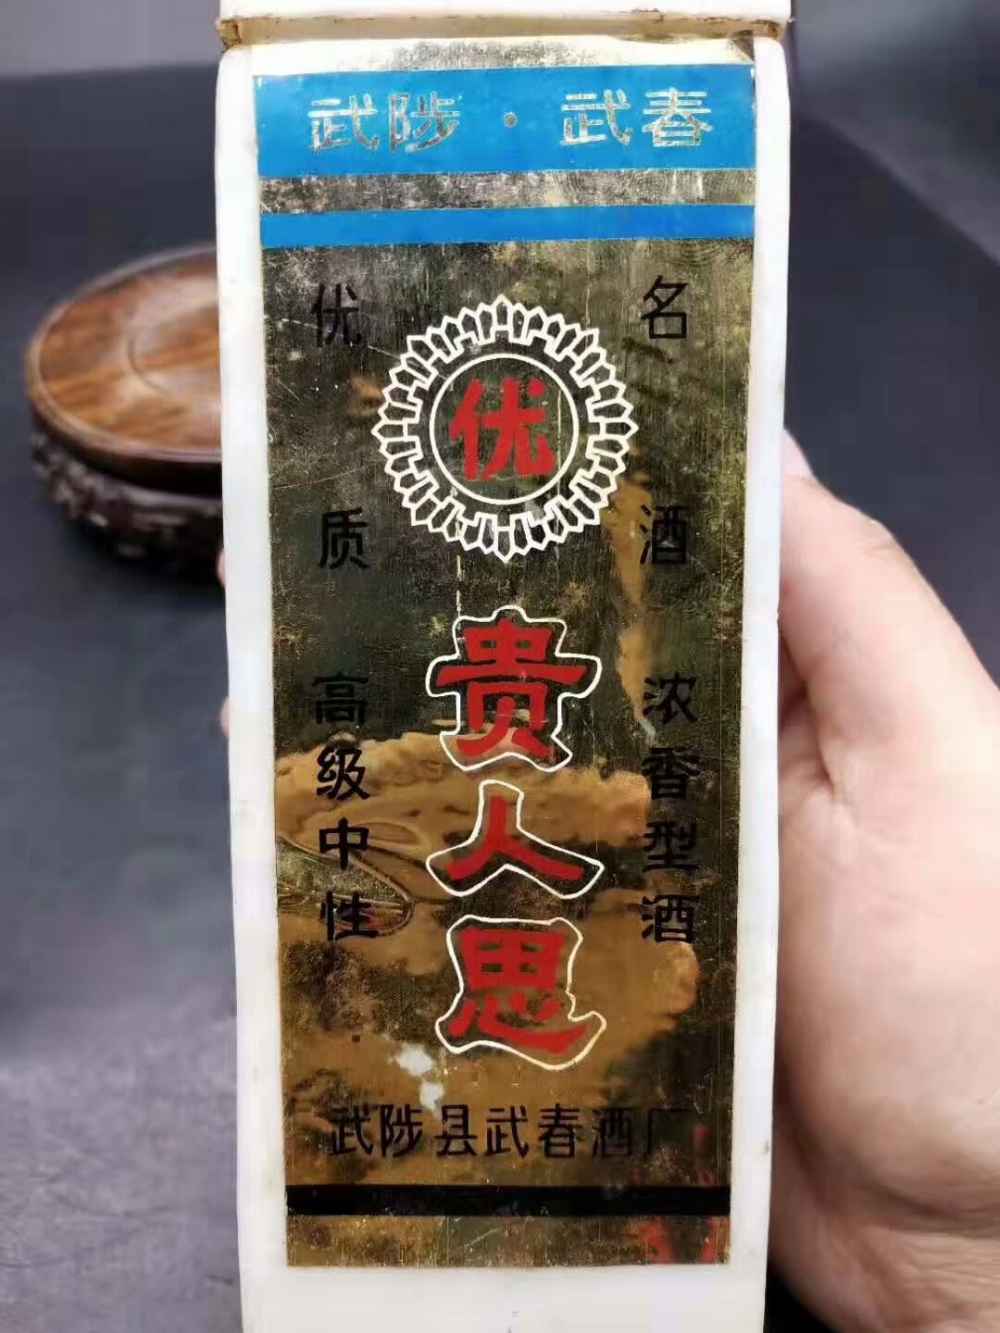 武陟·武春
优质
名酒
优
贵人思
高级中性
浓香型酒
武陟县武春酒厂